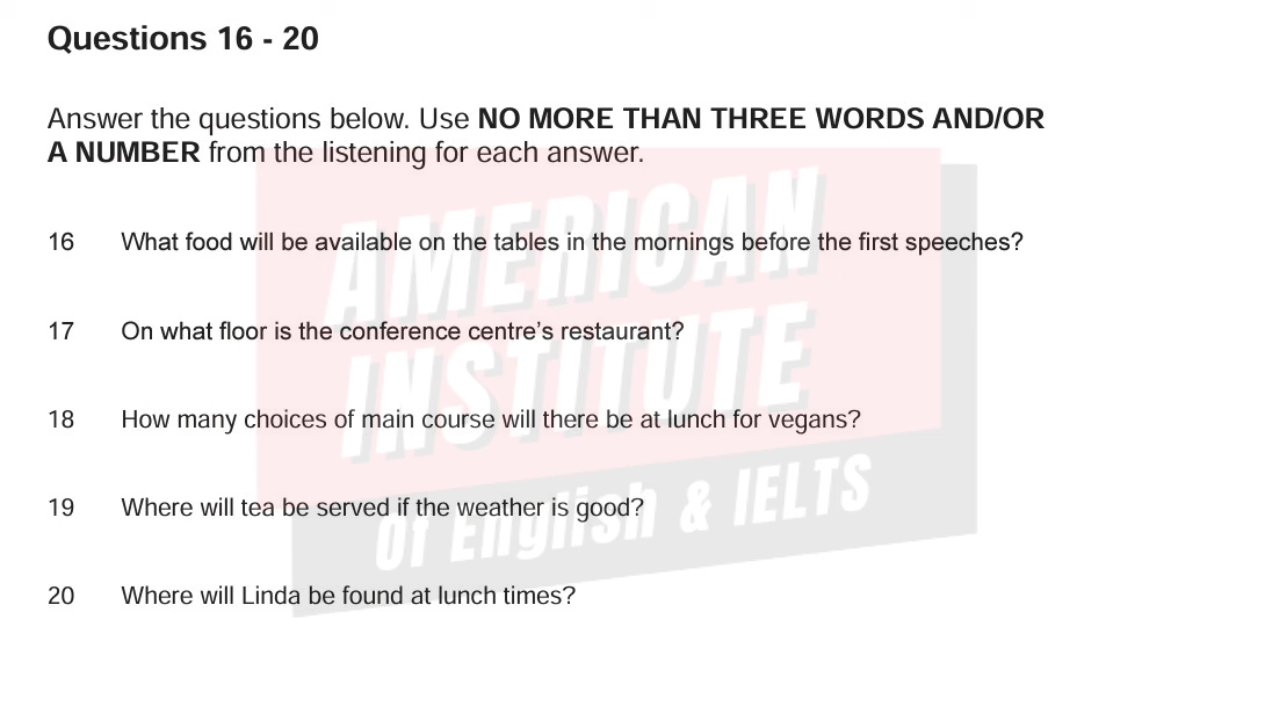 Questions 16 - 20
Answer the questions below. Use NO MORE THAN THREE WORDS AND/OR
A NUMBER from the listening for each answer.
AMERICAN
INSTITUTE
Of English & IELTS
16 What food will be available on the tables in the mornings before the first speeches?
17 On what floor is the conference centre’s restaurant?
18 How many choices of main course will there be at lunch for vegans?
19 Where will tea be served if the weather is good?
20 Where will Linda be found at lunch times?